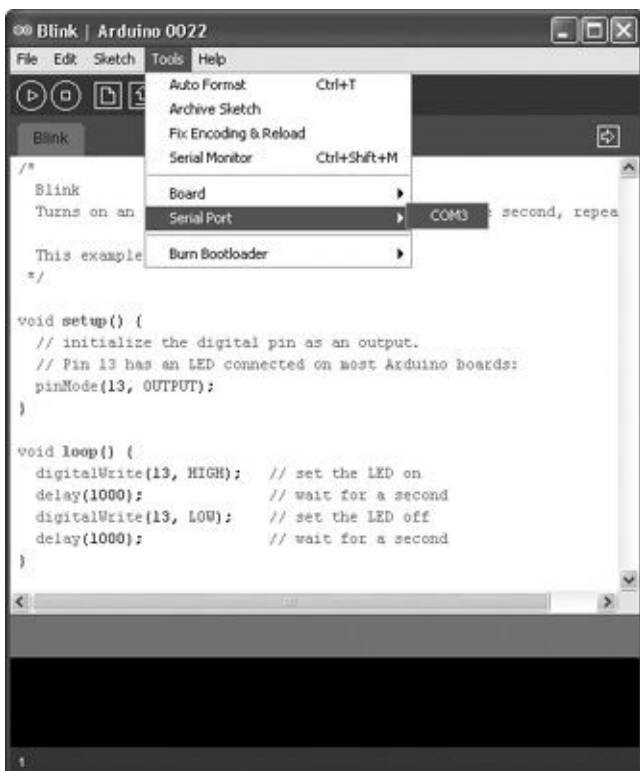 Blink | Arduino 0022
File Edit Sketch Tools Help
Auto Format Ctrl+T
Archive Sketch
Fix Encoding & Reload
Serial Monitor Ctrl+Shift+M
Board
Serial Port
COM3
Burn Bootloader
Blink
/*
Blink
Turns on an second, repea
This example
*/
void setup() {
// initialize the digital pin as an output.
// Pin 13 has an LED connected on most Arduino boards:
pinMode(13, OUTPUT);
}
void loop() {
digitalWrite(13, HIGH); // set the LED on
delay(1000); // wait for a second
digitalWrite(13, LOW); // set the LED off
delay(1000); // wait for a second
}
1